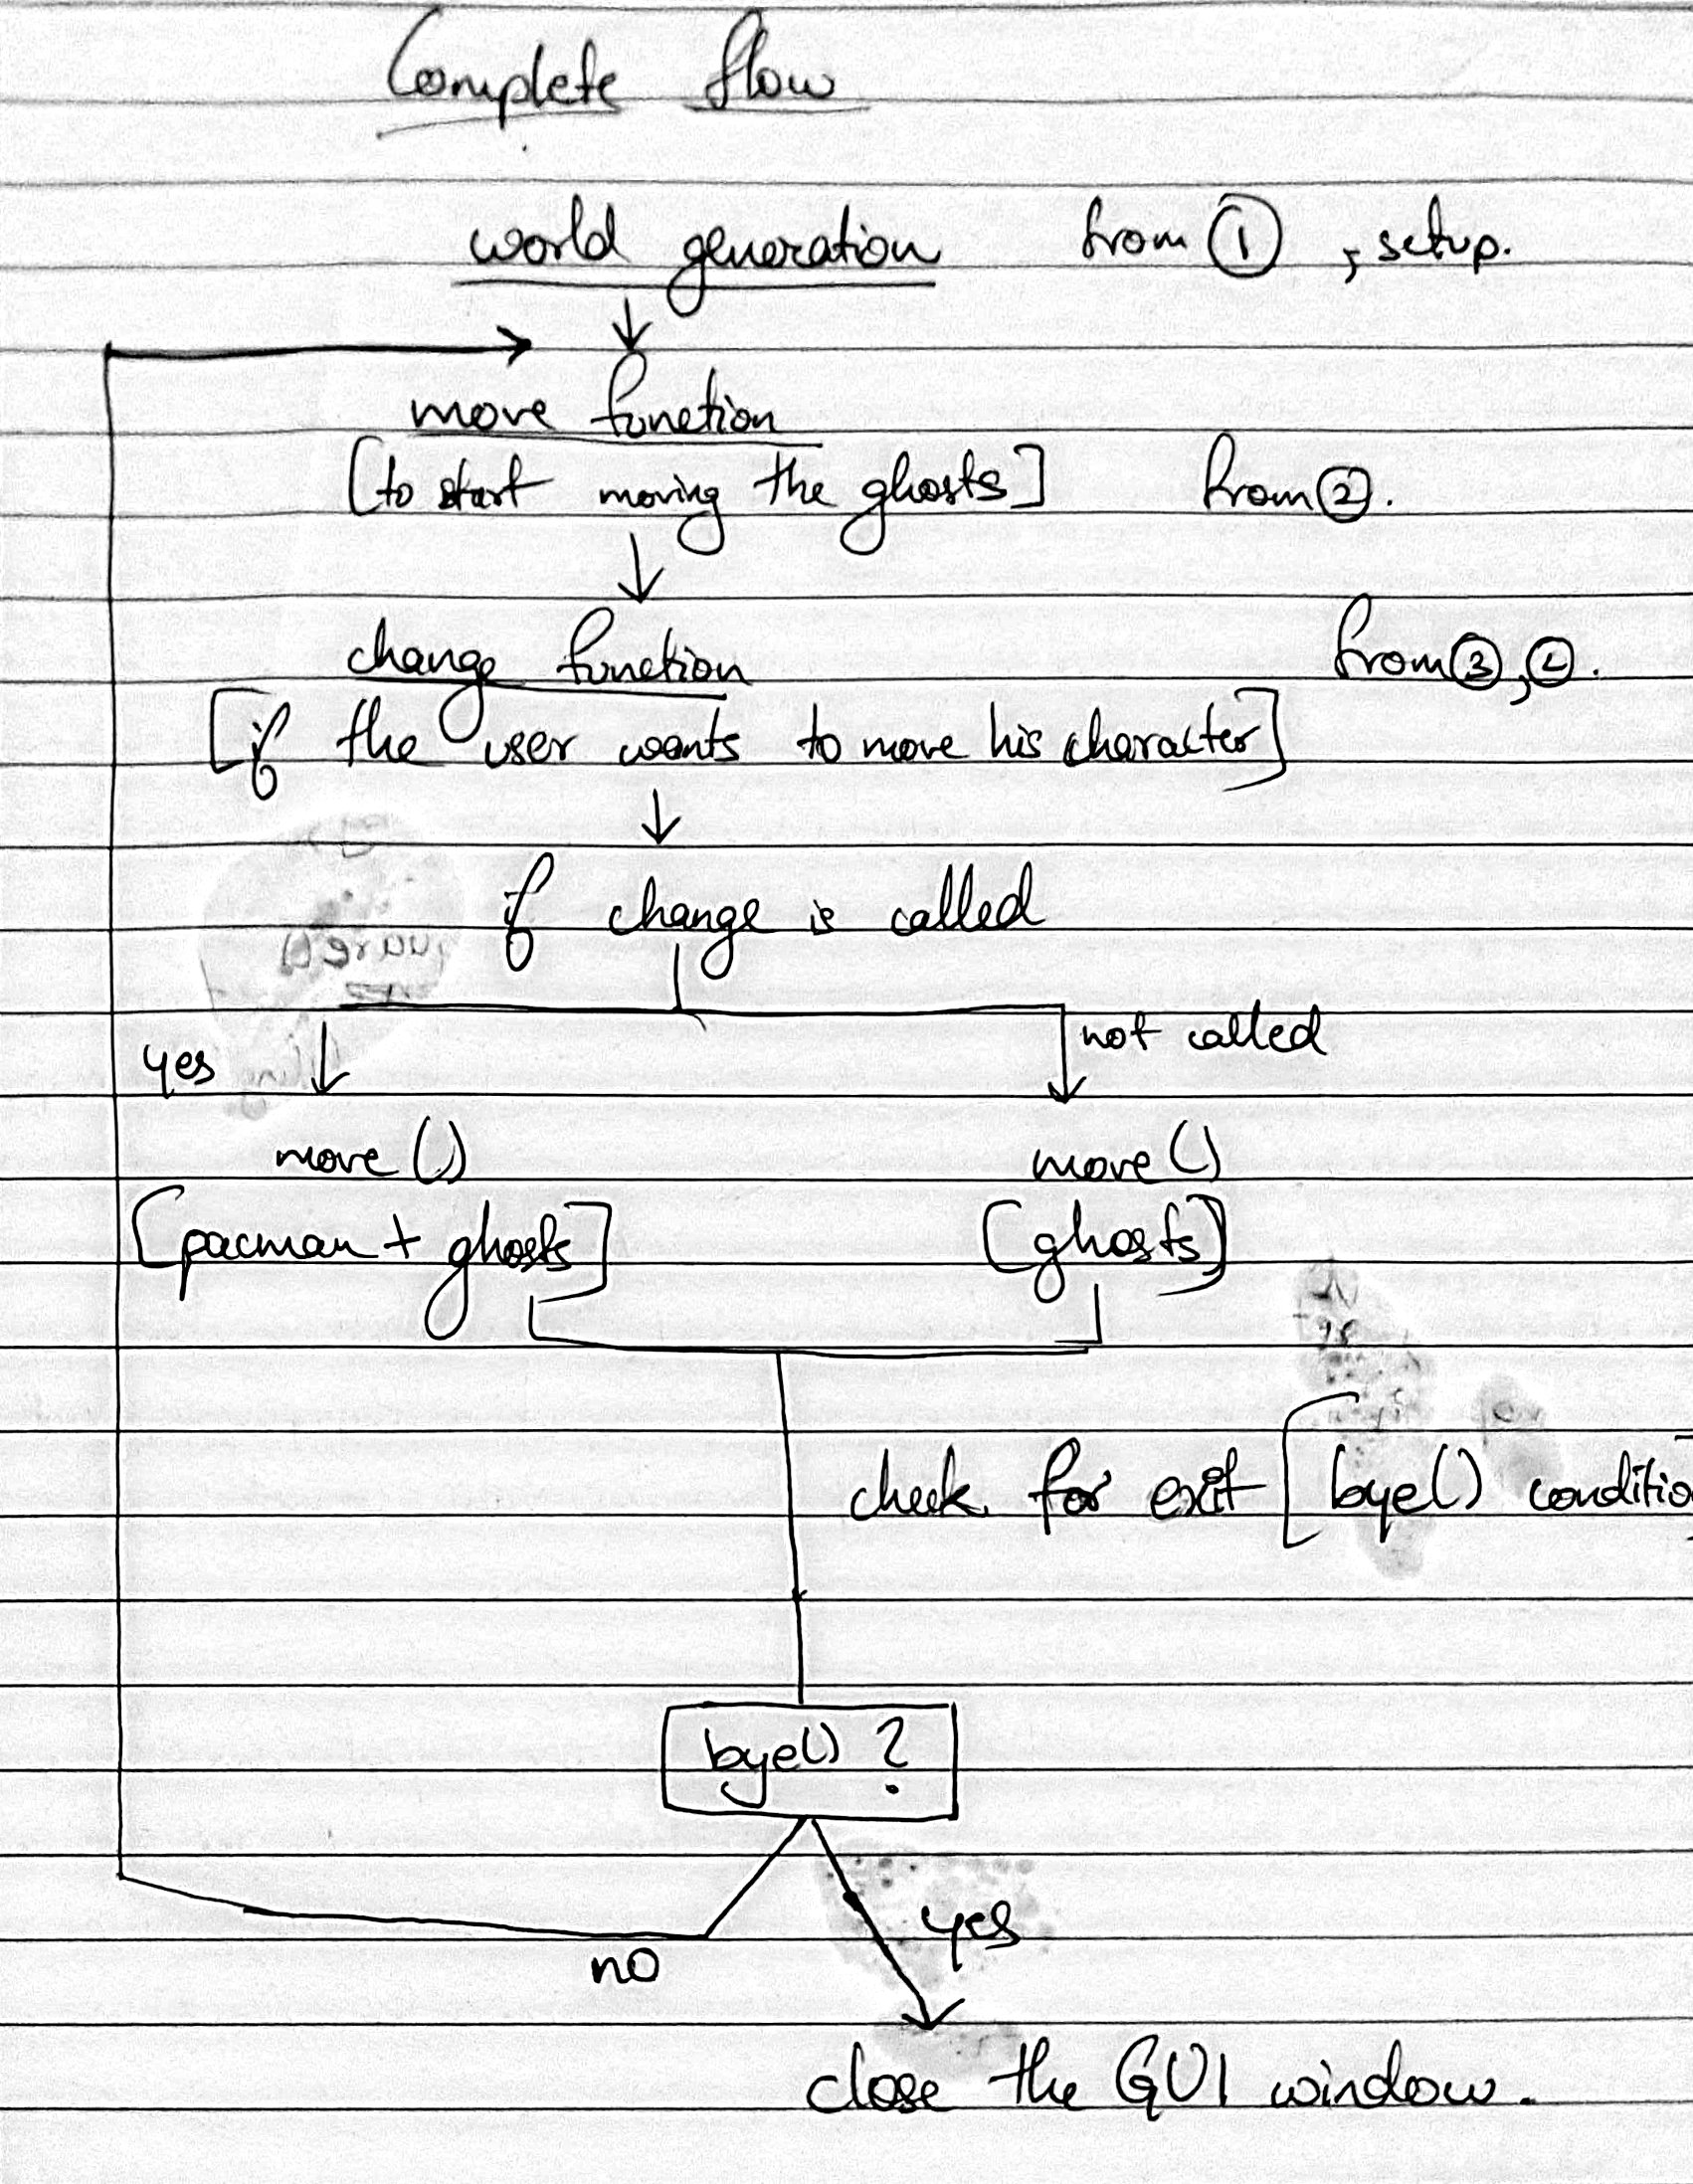 Complete flow
world generation from ① , setup.
move function
[to start moving the ghosts] from ②.
change function from ③, ②.
[if the user wants to move his character]
if change is called
yes not called
move() move()
[pacman + ghosts] [ghosts]
check for exit [bye() conditio
bye() ?
yes
no
close the GUI window.